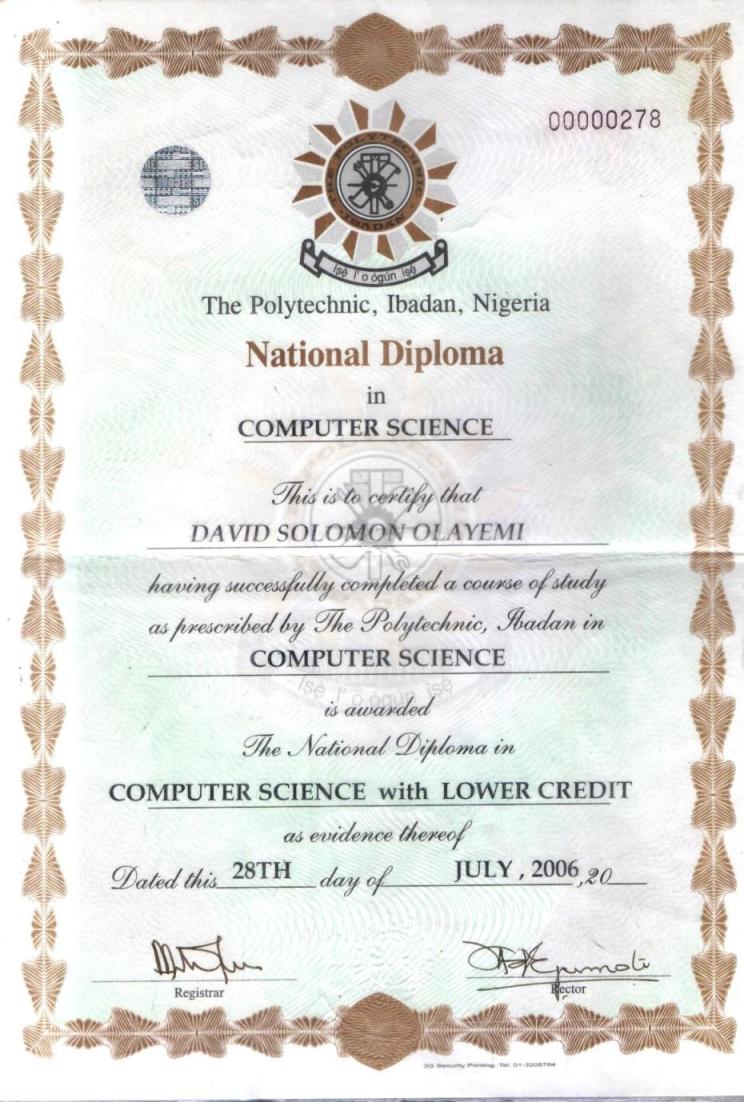 00000278
THE POLYTECHNIC
IBADAN
Iṣẹ́ l' o ògùn iṣẹ́
The Polytechnic, Ibadan, Nigeria
National Diploma
in
COMPUTER SCIENCE
This is to certify that
DAVID SOLOMON OLAYEMI
having successfully completed a course of study
as prescribed by The Polytechnic, Ibadan in
COMPUTER SCIENCE
is awarded
The National Diploma in
COMPUTER SCIENCE with LOWER CREDIT
as evidence thereof
Dated this 28TH day of JULY , 2006 ,20
Registrar
Rector
3G Security Printing. Tel: 01-3206764